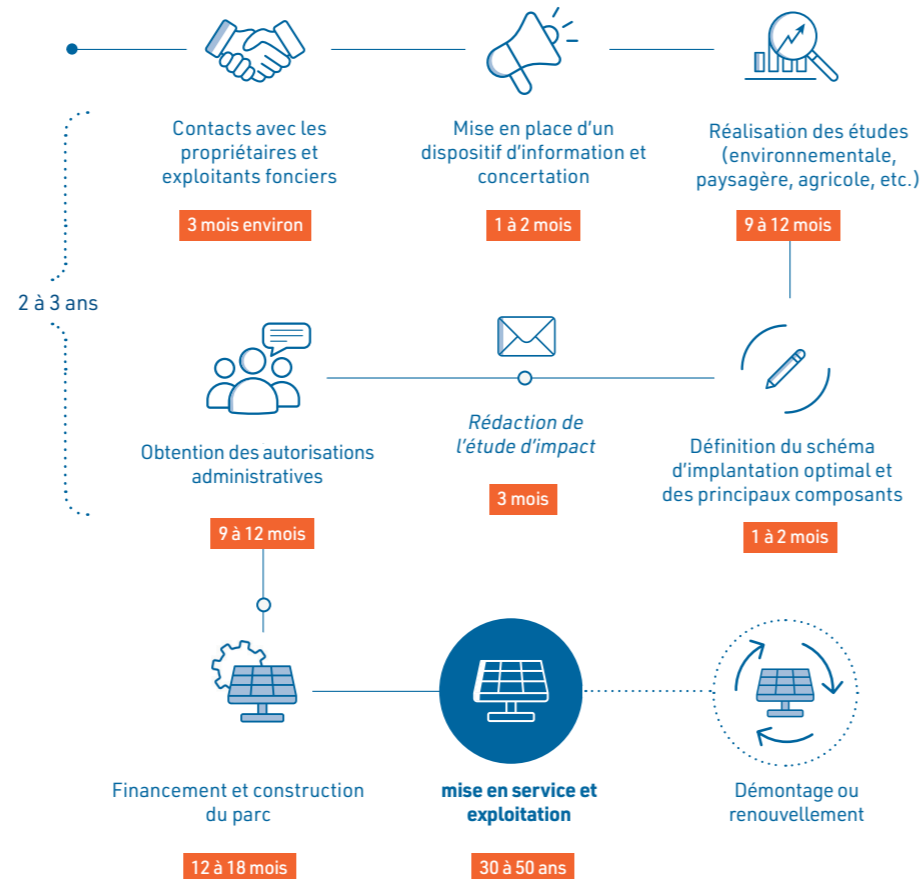 Contacts avec les
propriétaires et
exploitants fonciers
3 mois environ
Mise en place d'un
dispositif d'information et
concertation
1 à 2 mois
Réalisation des études
(environnementale,
paysagère, agricole, etc.)
9 à 12 mois
2 à 3 ans
Définition du schéma
d'implantation optimal et
des principaux composants
1 à 2 mois
Rédaction de
l'étude d'impact
3 mois
Obtention des autorisations
administratives
9 à 12 mois
Financement et construction
du parc
12 à 18 mois
mise en service et
exploitation
30 à 50 ans
Démontage ou
renouvellement